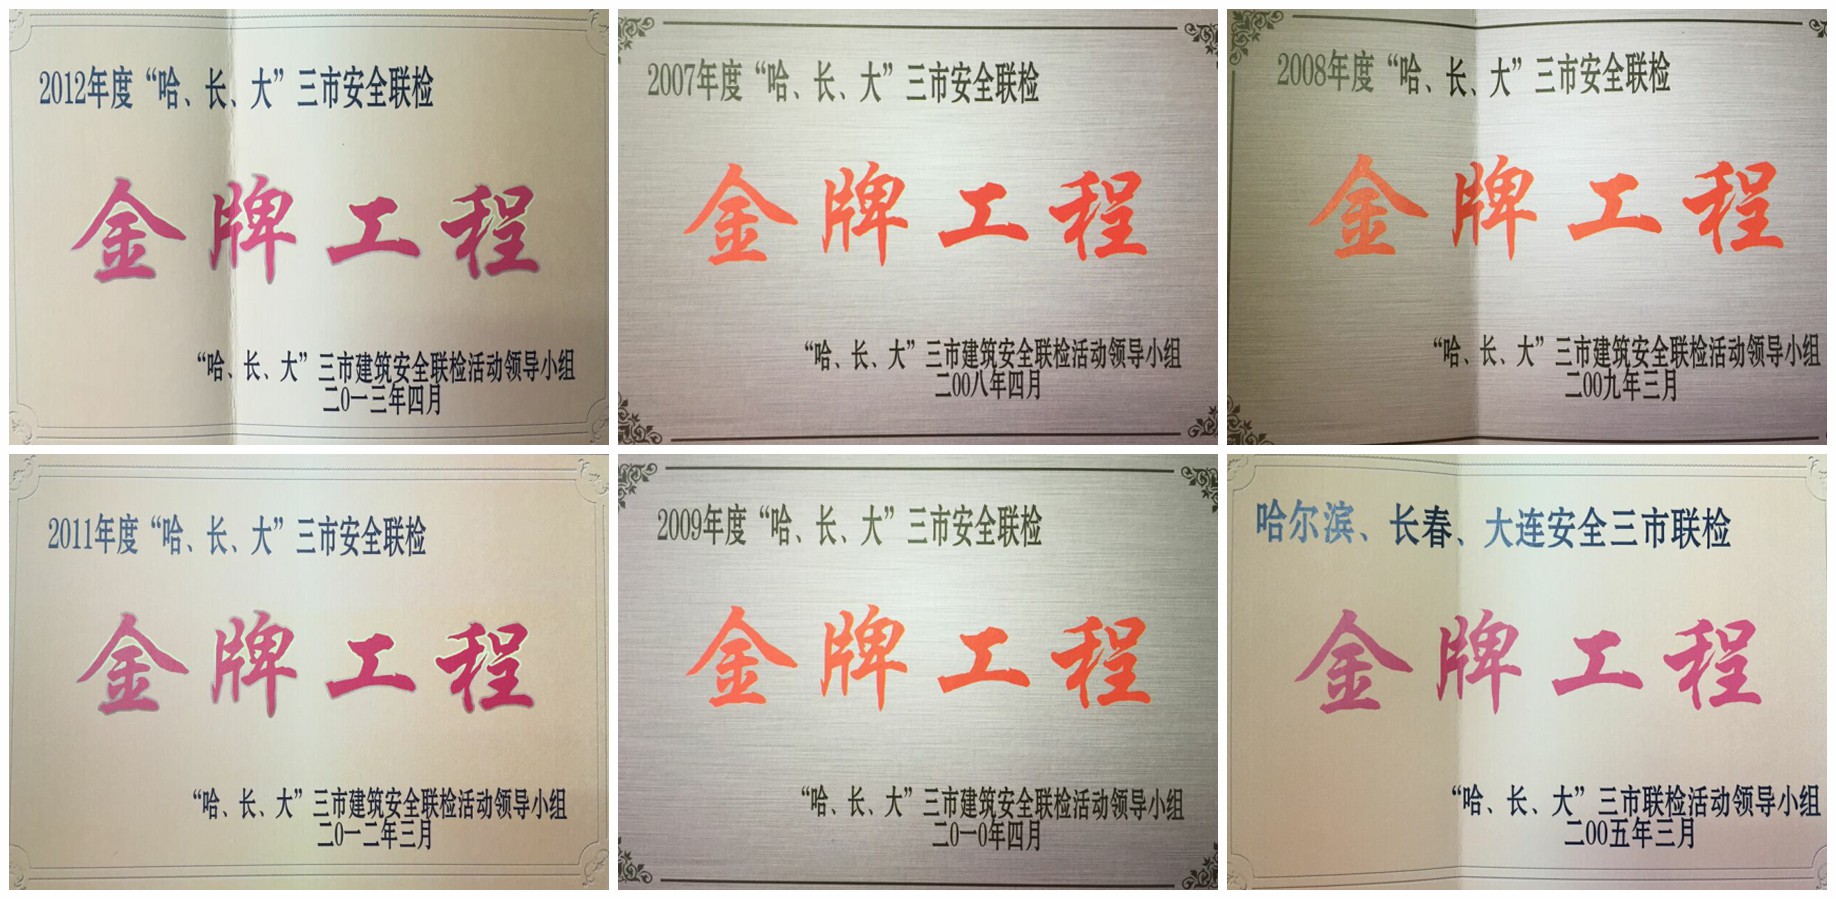 2012年度“哈、长、大”三市安全联检
金牌工程
“哈、长、大”三市建筑安全联检活动领导小组
二0一三年四月
2007年度“哈、长、大”三市安全联检
金牌工程
“哈、长、大”三市建筑安全联检活动领导小组
二00八年四月
2008年度“哈、长、大”三市安全联检
金牌工程
“哈、长、大”三市建筑安全联检活动领导小组
二00九年三月
2011年度“哈、长、大”三市安全联检
金牌工程
“哈、长、大”三市建筑安全联检活动领导小组
二0一二年三月
2009年度“哈、长、大”三市安全联检
金牌工程
“哈、长、大”三市建筑安全联检活动领导小组
二0一0年四月
哈尔滨、长春、大连安全三市联检
金牌工程
“哈、长、大”三市联检活动领导小组
二00五年三月